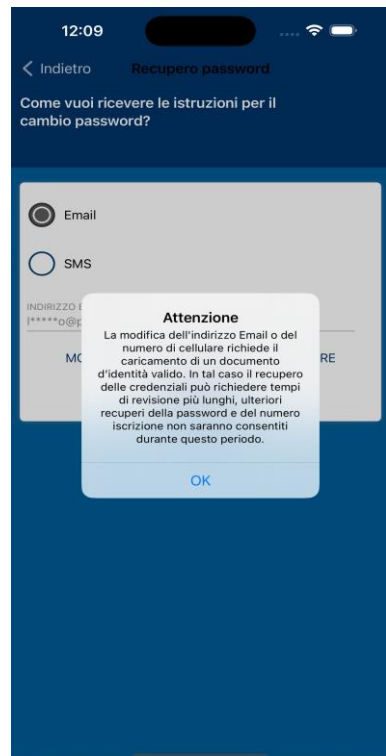 12:09
Indietro
Recupero password
Come vuoi ricevere le istruzioni per il
cambio password?
Email
SMS
INDIRIZZO E
l*****o@p
Attenzione
La modifica dell'indirizzo Email o del
numero di cellulare richiede il
caricamento di un documento
d'identità valido. In tal caso il recupero
delle credenziali può richiedere tempi
di revisione più lunghi, ulteriori
recuperi della password e del numero
iscrizione non saranno consentiti
durante questo periodo.
MO
RE
OK